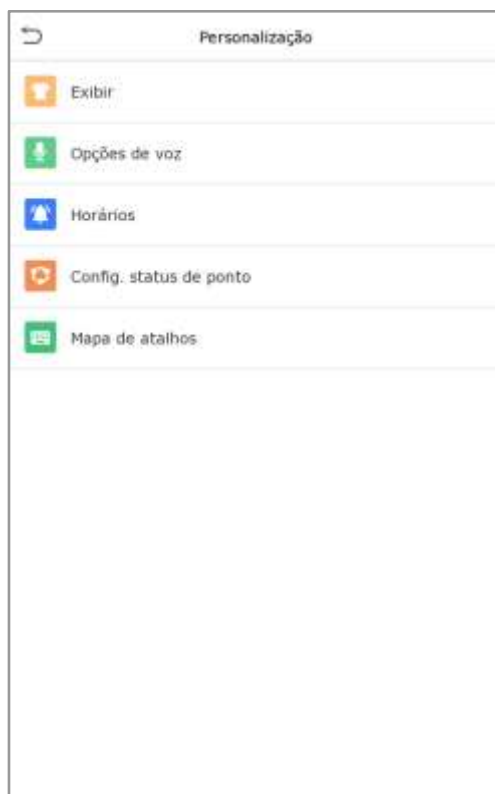 Personalização
Exibir
Opções de voz
Horários
Config. status de ponto
Mapa de atalhos